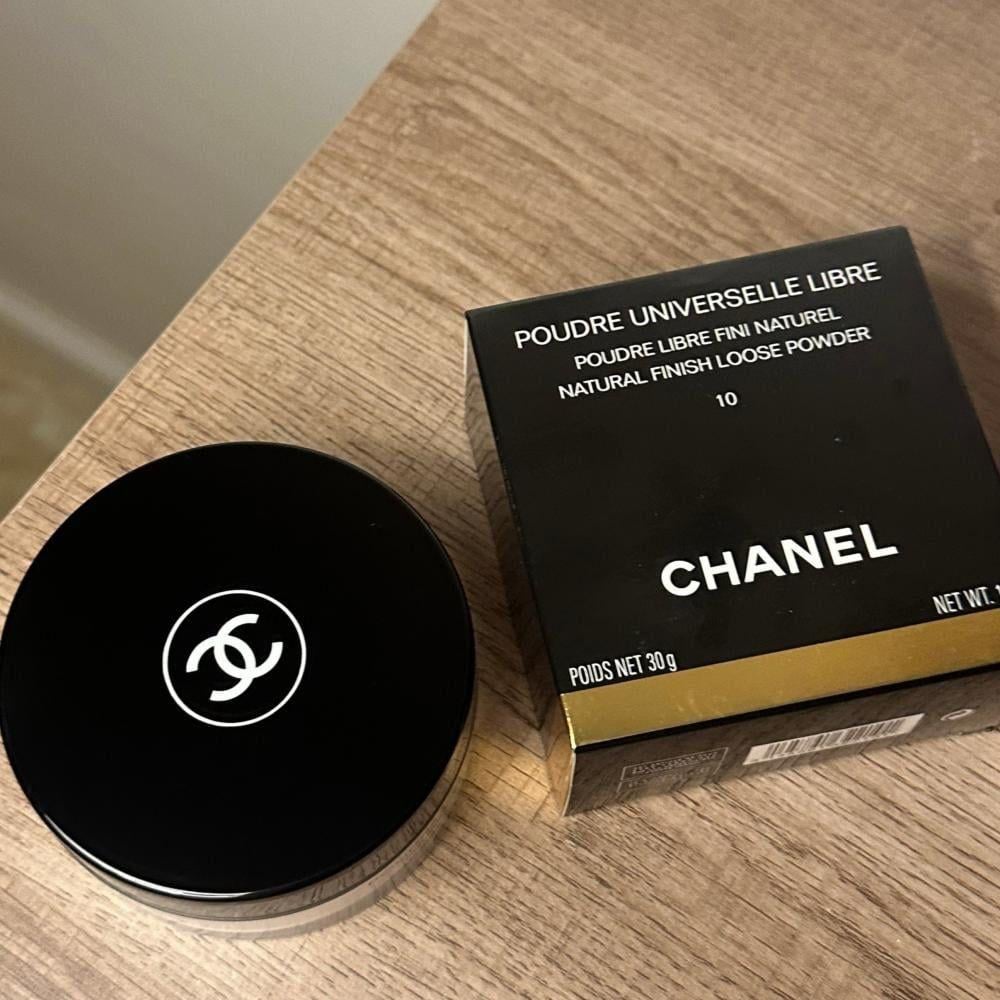 POUDRE UNIVERSELLE LIBRE
POUDRE LIBRE FINI NATUREL
NATURAL FINISH LOOSE POWDER
10
CHANEL
POIDS NET 30 g
NET WT.